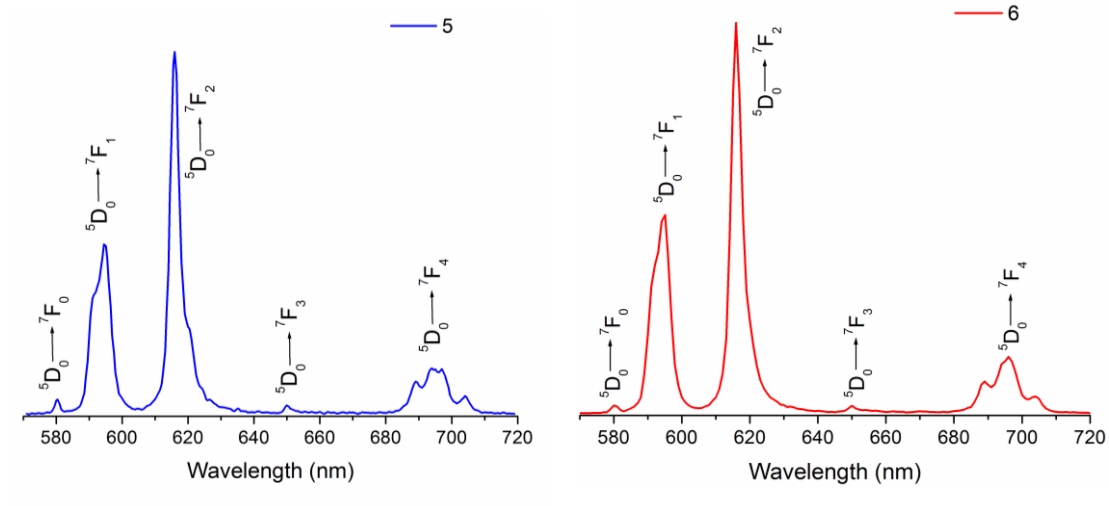 5
⁵D₀→⁷F₀
⁵D₀→⁷F₁
⁵D₀→⁷F₂
⁵D₀→⁷F₃
⁵D₀→⁷F₄
580 600 620 640 660 680 700 720
Wavelength (nm)
6
⁵D₀→⁷F₀
⁵D₀→⁷F₁
⁵D₀→⁷F₂
⁵D₀→⁷F₃
⁵D₀→⁷F₄
580 600 620 640 660 680 700 720
Wavelength (nm)